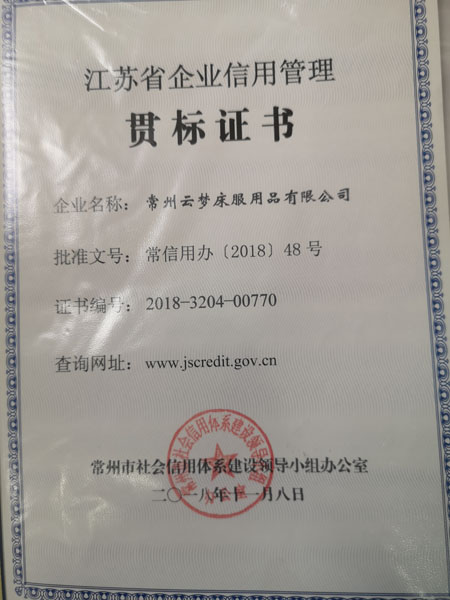 江苏省企业信用管理
贯标证书
企业名称：常州云梦床服用品有限公司
批准文号：常信用办〔2018〕48号
证书编号：2018-3204-00770
查询网址：www.jscredit.gov.cn
常州市社会信用体系建设领导小组办公室
二〇一八年十一月八日